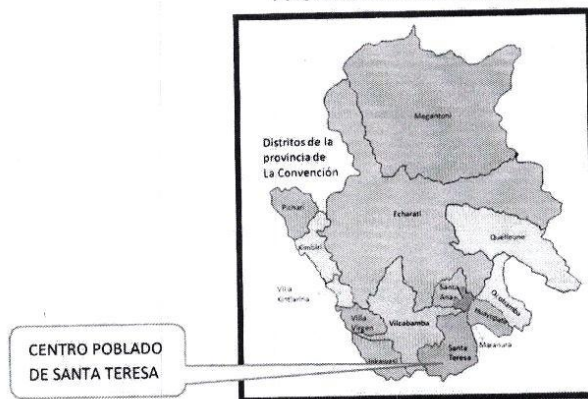 Megantoni
Distritos de la
provincia de
La Convención
Pichari
Echarati
Quellouno
Kimbiri
Villa
Kintiarina
Santa
Ana
Ocobamba
Huayopata
Villa
Virgen
Vilcabamba
Maranura
Santa
Teresa
Inkawasi
CENTRO POBLADO
DE SANTA TERESA